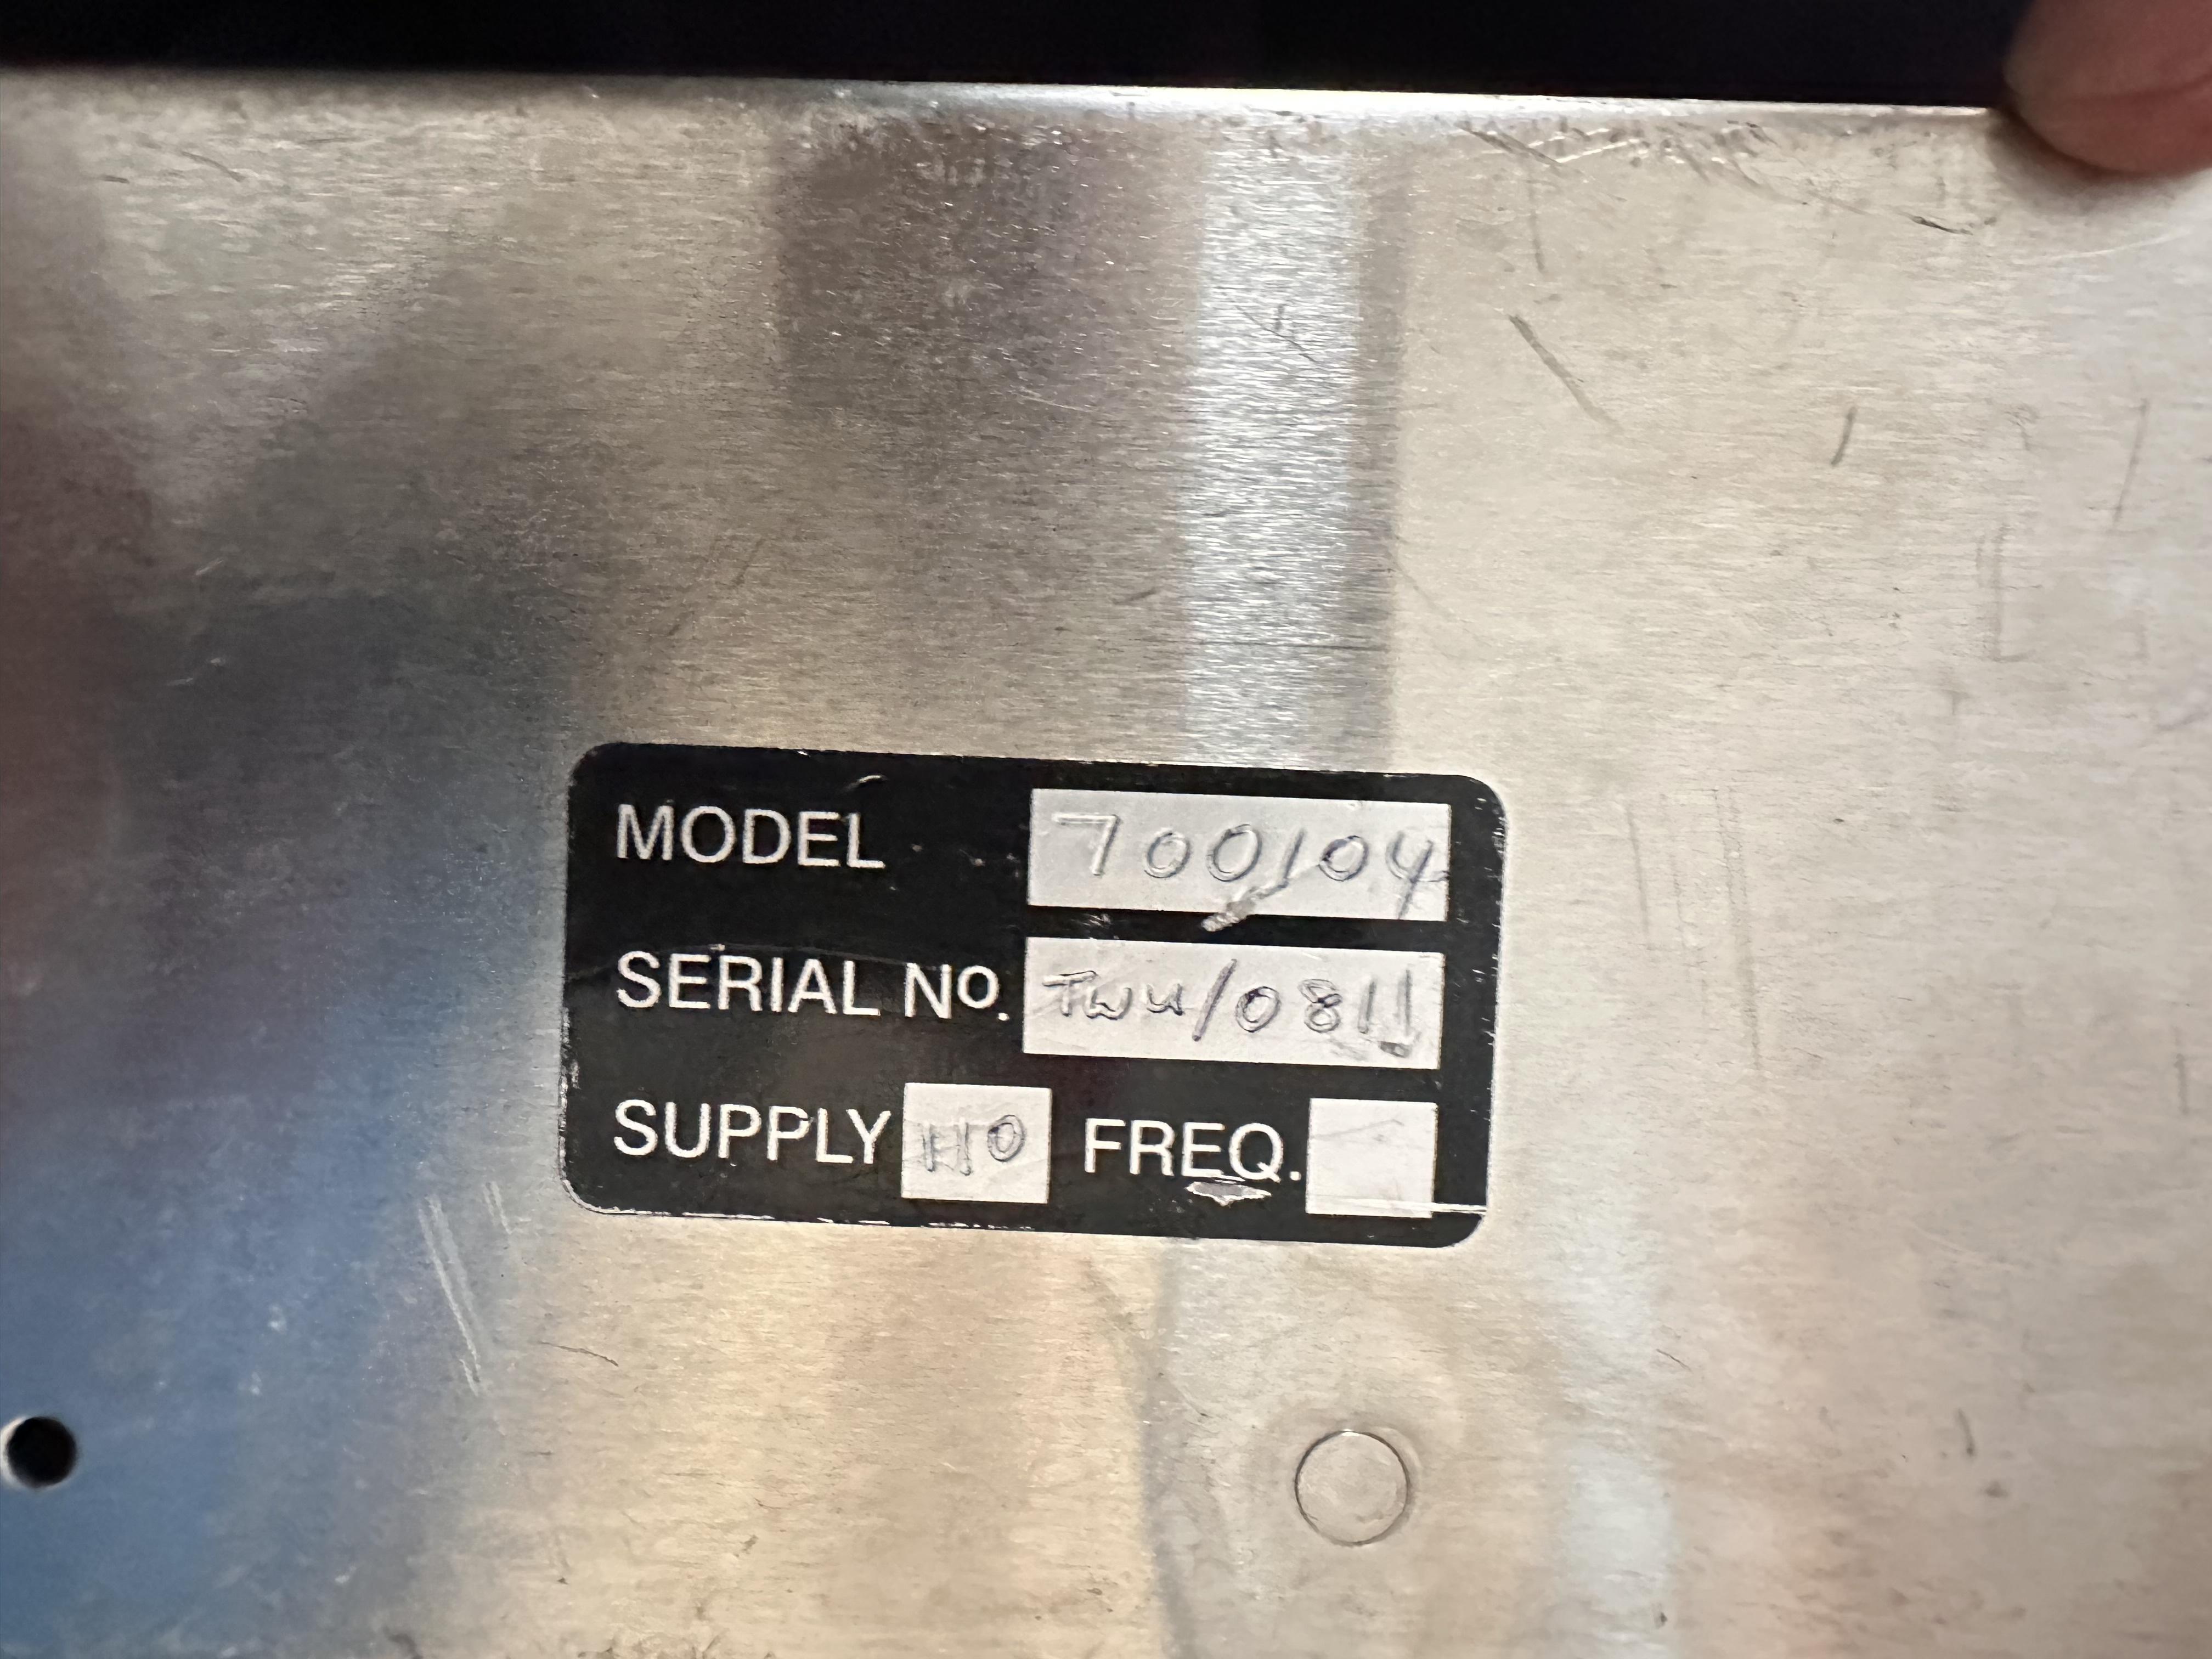 MODEL 700104
SERIAL NO. TWU/0811
SUPPLY 110 FREQ.